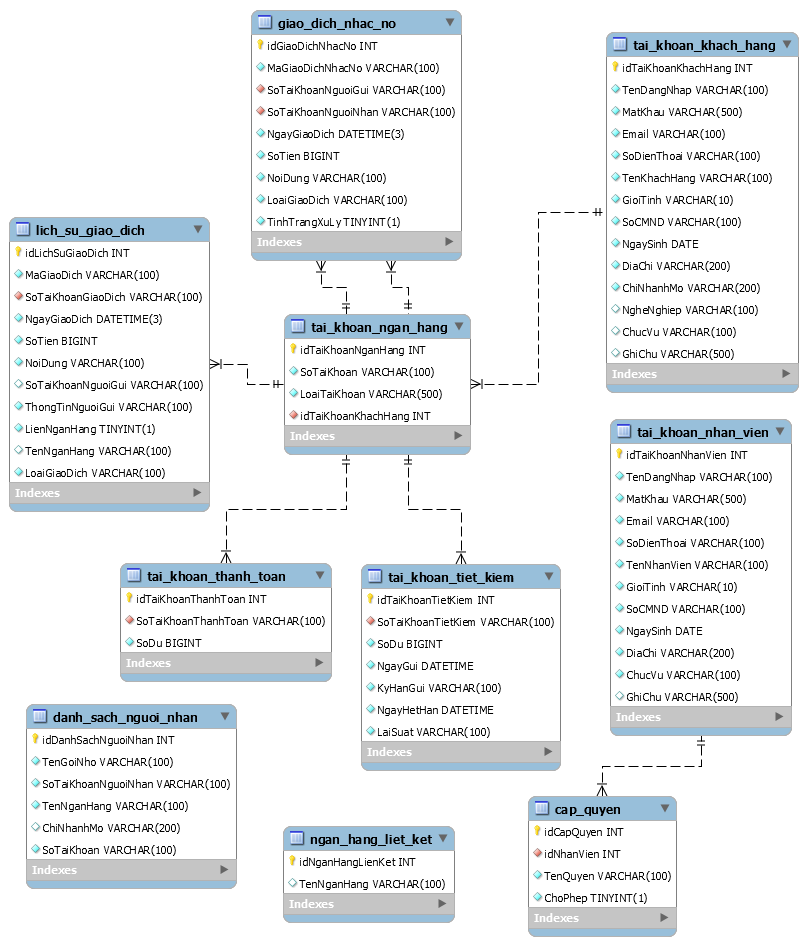 giao_dich_nhac_no
idGiaoDichNhacNo INT
MaGiaoDichNhacNo VARCHAR(100)
SoTaiKhoanNguoiGui VARCHAR(100)
SoTaiKhoanNguoiNhan VARCHAR(100)
NgayGiaoDich DATETIME(3)
SoTien BIGINT
NoiDung VARCHAR(100)
LoaiGiaoDich VARCHAR(100)
TinhTrangXuLy TINYINT(1)
Indexes
tai_khoan_khach_hang
idTaiKhoanKhachHang INT
TenDangNhap VARCHAR(100)
MatKhau VARCHAR(500)
Email VARCHAR(100)
SoDienThoai VARCHAR(100)
TenKhachHang VARCHAR(100)
GioiTinh VARCHAR(10)
SoCMND VARCHAR(100)
NgaySinh DATE
DiaChi VARCHAR(200)
ChiNhanhMo VARCHAR(200)
NgheNghiep VARCHAR(100)
ChucVu VARCHAR(100)
GhiChu VARCHAR(500)
Indexes
lich_su_giao_dich
idLichSuGiaoDich INT
MaGiaoDich VARCHAR(100)
SoTaiKhoanGiaoDich VARCHAR(100)
NgayGiaoDich DATETIME(3)
SoTien BIGINT
NoiDung VARCHAR(100)
SoTaiKhoanNguoiGui VARCHAR(100)
ThongTinNguoiGui VARCHAR(100)
LienNganHang TINYINT(1)
TenNganHang VARCHAR(100)
LoaiGiaoDich VARCHAR(100)
Indexes
tai_khoan_ngan_hang
idTaiKhoanNganHang INT
SoTaiKhoan VARCHAR(100)
LoaiTaiKhoan VARCHAR(500)
idTaiKhoanKhachHang INT
Indexes
tai_khoan_nhan_vien
idTaiKhoanNhanVien INT
TenDangNhap VARCHAR(100)
MatKhau VARCHAR(500)
Email VARCHAR(100)
SoDienThoai VARCHAR(100)
TenNhanVien VARCHAR(100)
GioiTinh VARCHAR(10)
SoCMND VARCHAR(100)
NgaySinh DATE
DiaChi VARCHAR(200)
ChucVu VARCHAR(100)
GhiChu VARCHAR(500)
Indexes
tai_khoan_thanh_toan
idTaiKhoanThanhToan INT
SoTaiKhoanThanhToan VARCHAR(100)
SoDu BIGINT
Indexes
tai_khoan_tiet_kiem
idTaiKhoanTietKiem INT
SoTaiKhoanTietKiem VARCHAR(100)
SoDu BIGINT
NgayGui DATETIME
KyHanGui VARCHAR(100)
NgayHetHan DATETIME
LaiSuat VARCHAR(100)
Indexes
danh_sach_nguoi_nhan
idDanhSachNguoiNhan INT
TenGoiNho VARCHAR(100)
SoTaiKhoanNguoiNhan VARCHAR(100)
TenNganHang VARCHAR(100)
ChiNhanhMo VARCHAR(200)
SoTaiKhoan VARCHAR(100)
Indexes
ngan_hang_liet_ket
idNganHangLienKet INT
TenNganHang VARCHAR(100)
Indexes
cap_quyen
idCapQuyen INT
idNhanVien INT
TenQuyen VARCHAR(100)
ChoPhep TINYINT(1)
Indexes